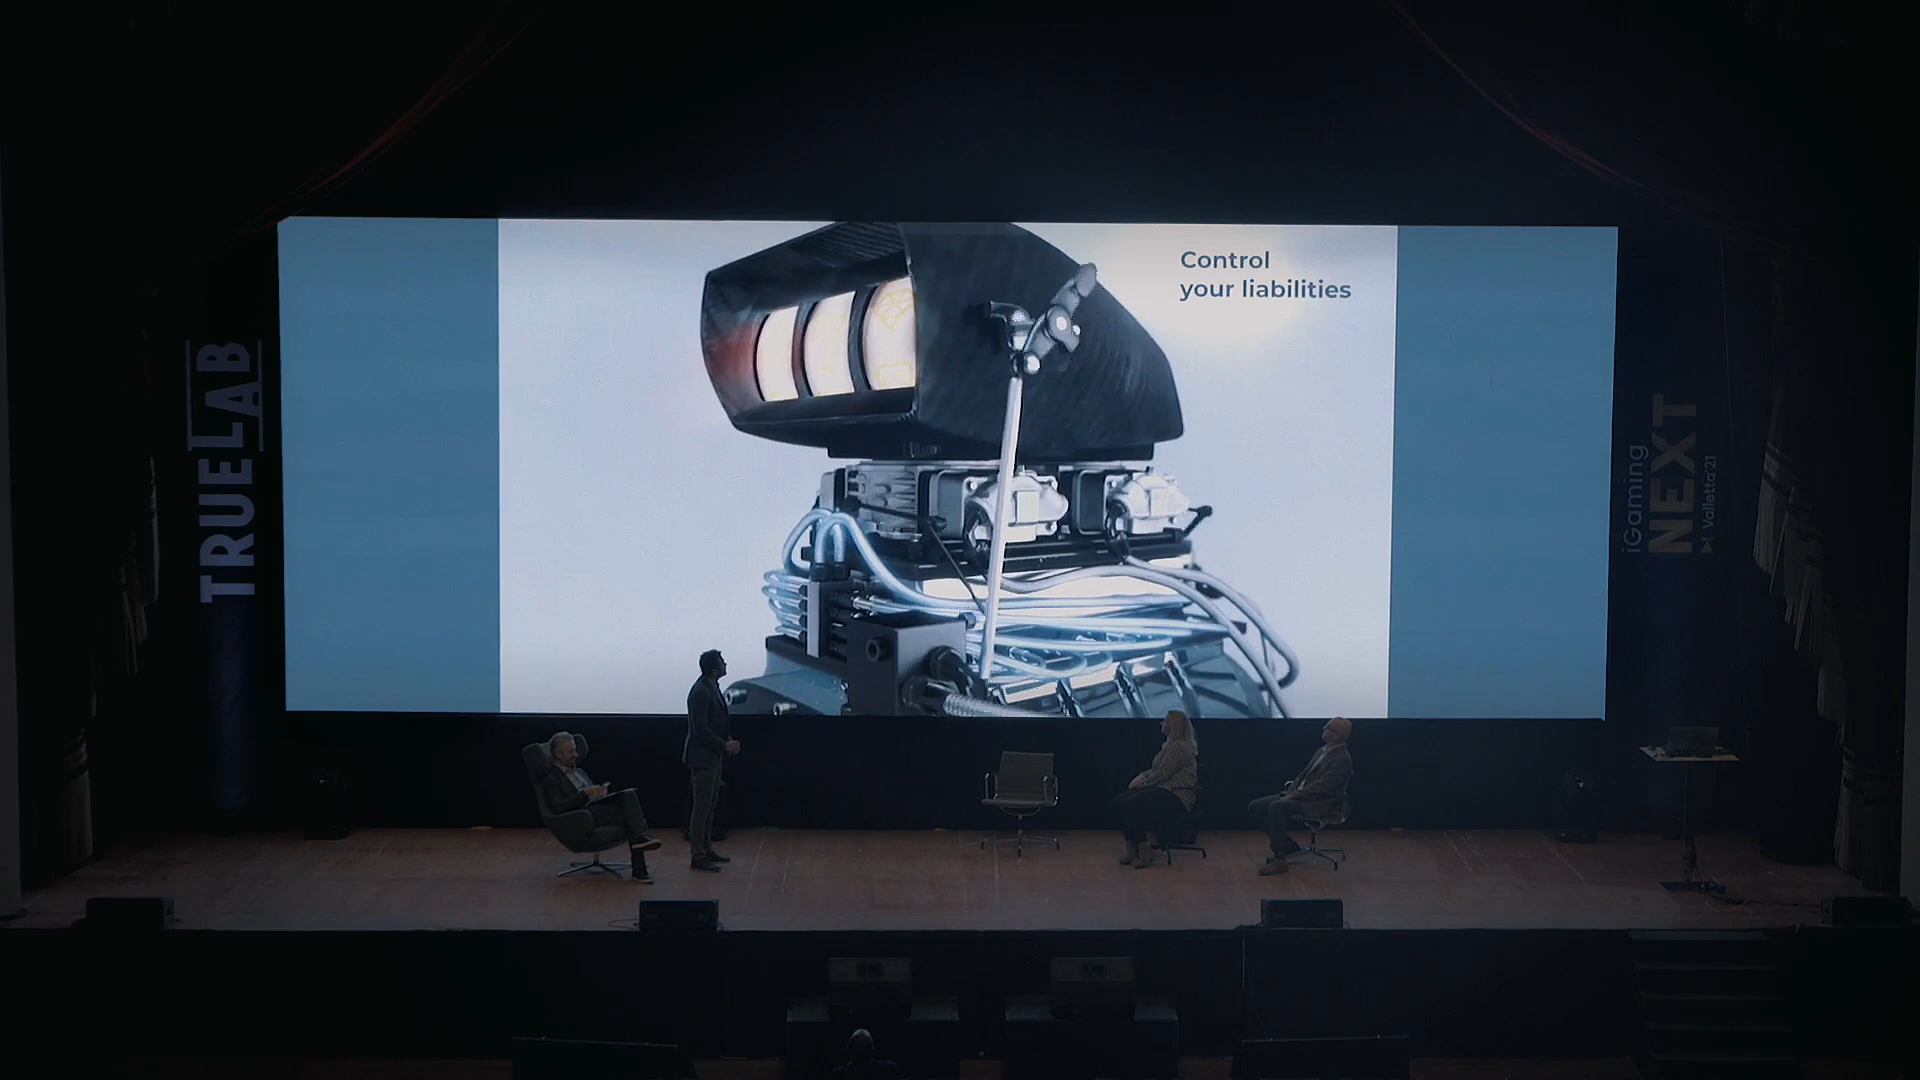 Control
your liabilities
TRUELAB
iGaming
NEXT
Valletta'21